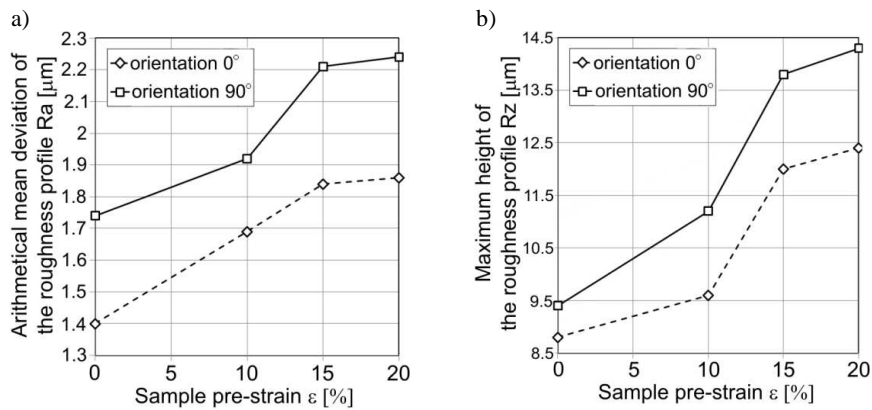 a)
2.3
2.2
2.1
2
1.9
1.8
1.7
1.6
1.5
1.4
1.3
0
5
10
15
20
orientation 0°
orientation 90°
Arithmetical mean deviation of
the roughness profile Ra [μm]
Sample pre-strain ε [%]
b)
14.5
13.5
12.5
11.5
10.5
9.5
8.5
0
5
10
15
20
orientation 0°
orientation 90°
Maximum height of
the roughness profile Rz [μm]
Sample pre-strain ε [%]